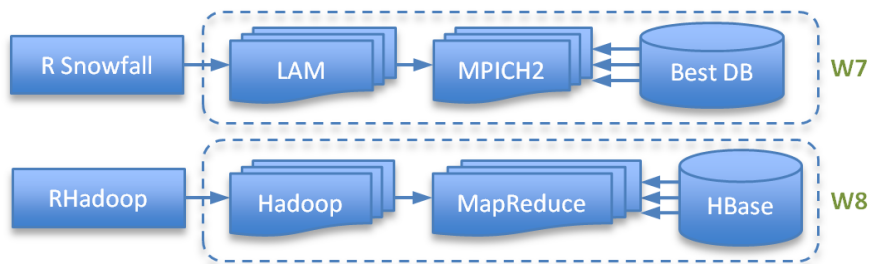 R Snowfall
LAM
MPICH2
Best DB
W7
RHadoop
Hadoop
MapReduce
HBase
W8